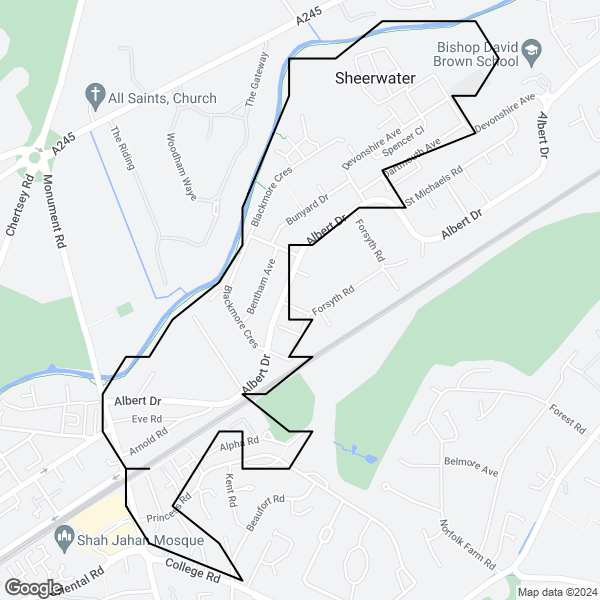 A245
Bishop David
Brown School
Sheerwater
The Gateway
All Saints, Church
Devonshire Ave
A245
The Riding
Woodham Waye
Devonshire Ave
Spencer Cl
Dartmouth Ave
Albert Dr
Chertsey Rd
Monument Rd
Blackmore Cres
Bunyard Dr
St Michaels Rd
Albert Dr
Forsyth Rd
Albert Dr
Bentham Ave
Blackmore Cres
Forsyth Rd
Albert Dr
Albert Dr
Eve Rd
Arnold Rd
Alpha Rd
Forest Rd
Belmore Ave
Kent Rd
Princess Rd
Beaufort Rd
Norfolk Farm Rd
Shah Jahan Mosque
College Rd
iental Rd
Google
Map data ©2024